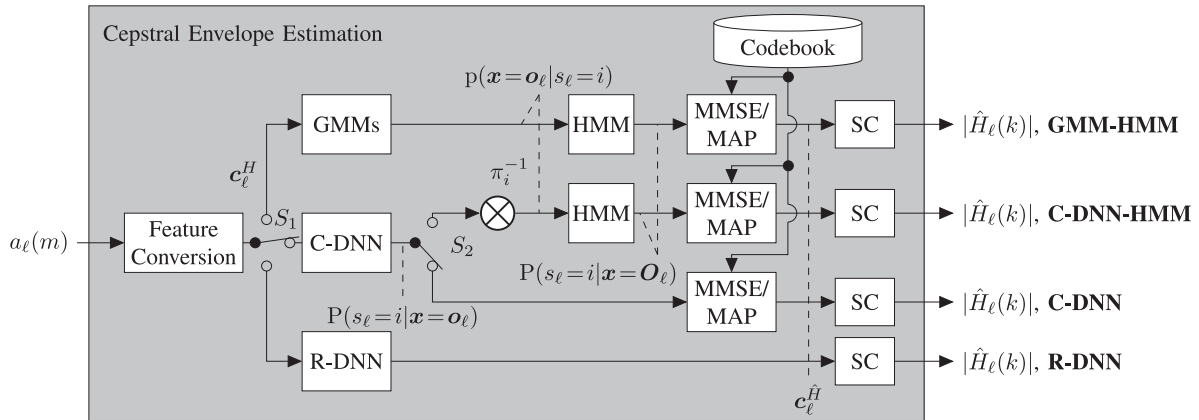 Cepstral Envelope Estimation
Codebook
p(𝒙=𝒐_ℓ|s_ℓ=i)
GMMs
HMM
MMSE/
MAP
SC
|Ĥ_ℓ(k)|, GMM-HMM
𝒄_ℓ^H
π_i^{-1}
S_1
a_ℓ(m)
Feature
Conversion
C-DNN
S_2
HMM
MMSE/
MAP
SC
|Ĥ_ℓ(k)|, C-DNN-HMM
P(s_ℓ=i|𝒙=𝑶_ℓ)
P(s_ℓ=i|𝒙=𝒐_ℓ)
MMSE/
MAP
SC
|Ĥ_ℓ(k)|, C-DNN
R-DNN
SC
|Ĥ_ℓ(k)|, R-DNN
𝒄_ℓ^Ĥ